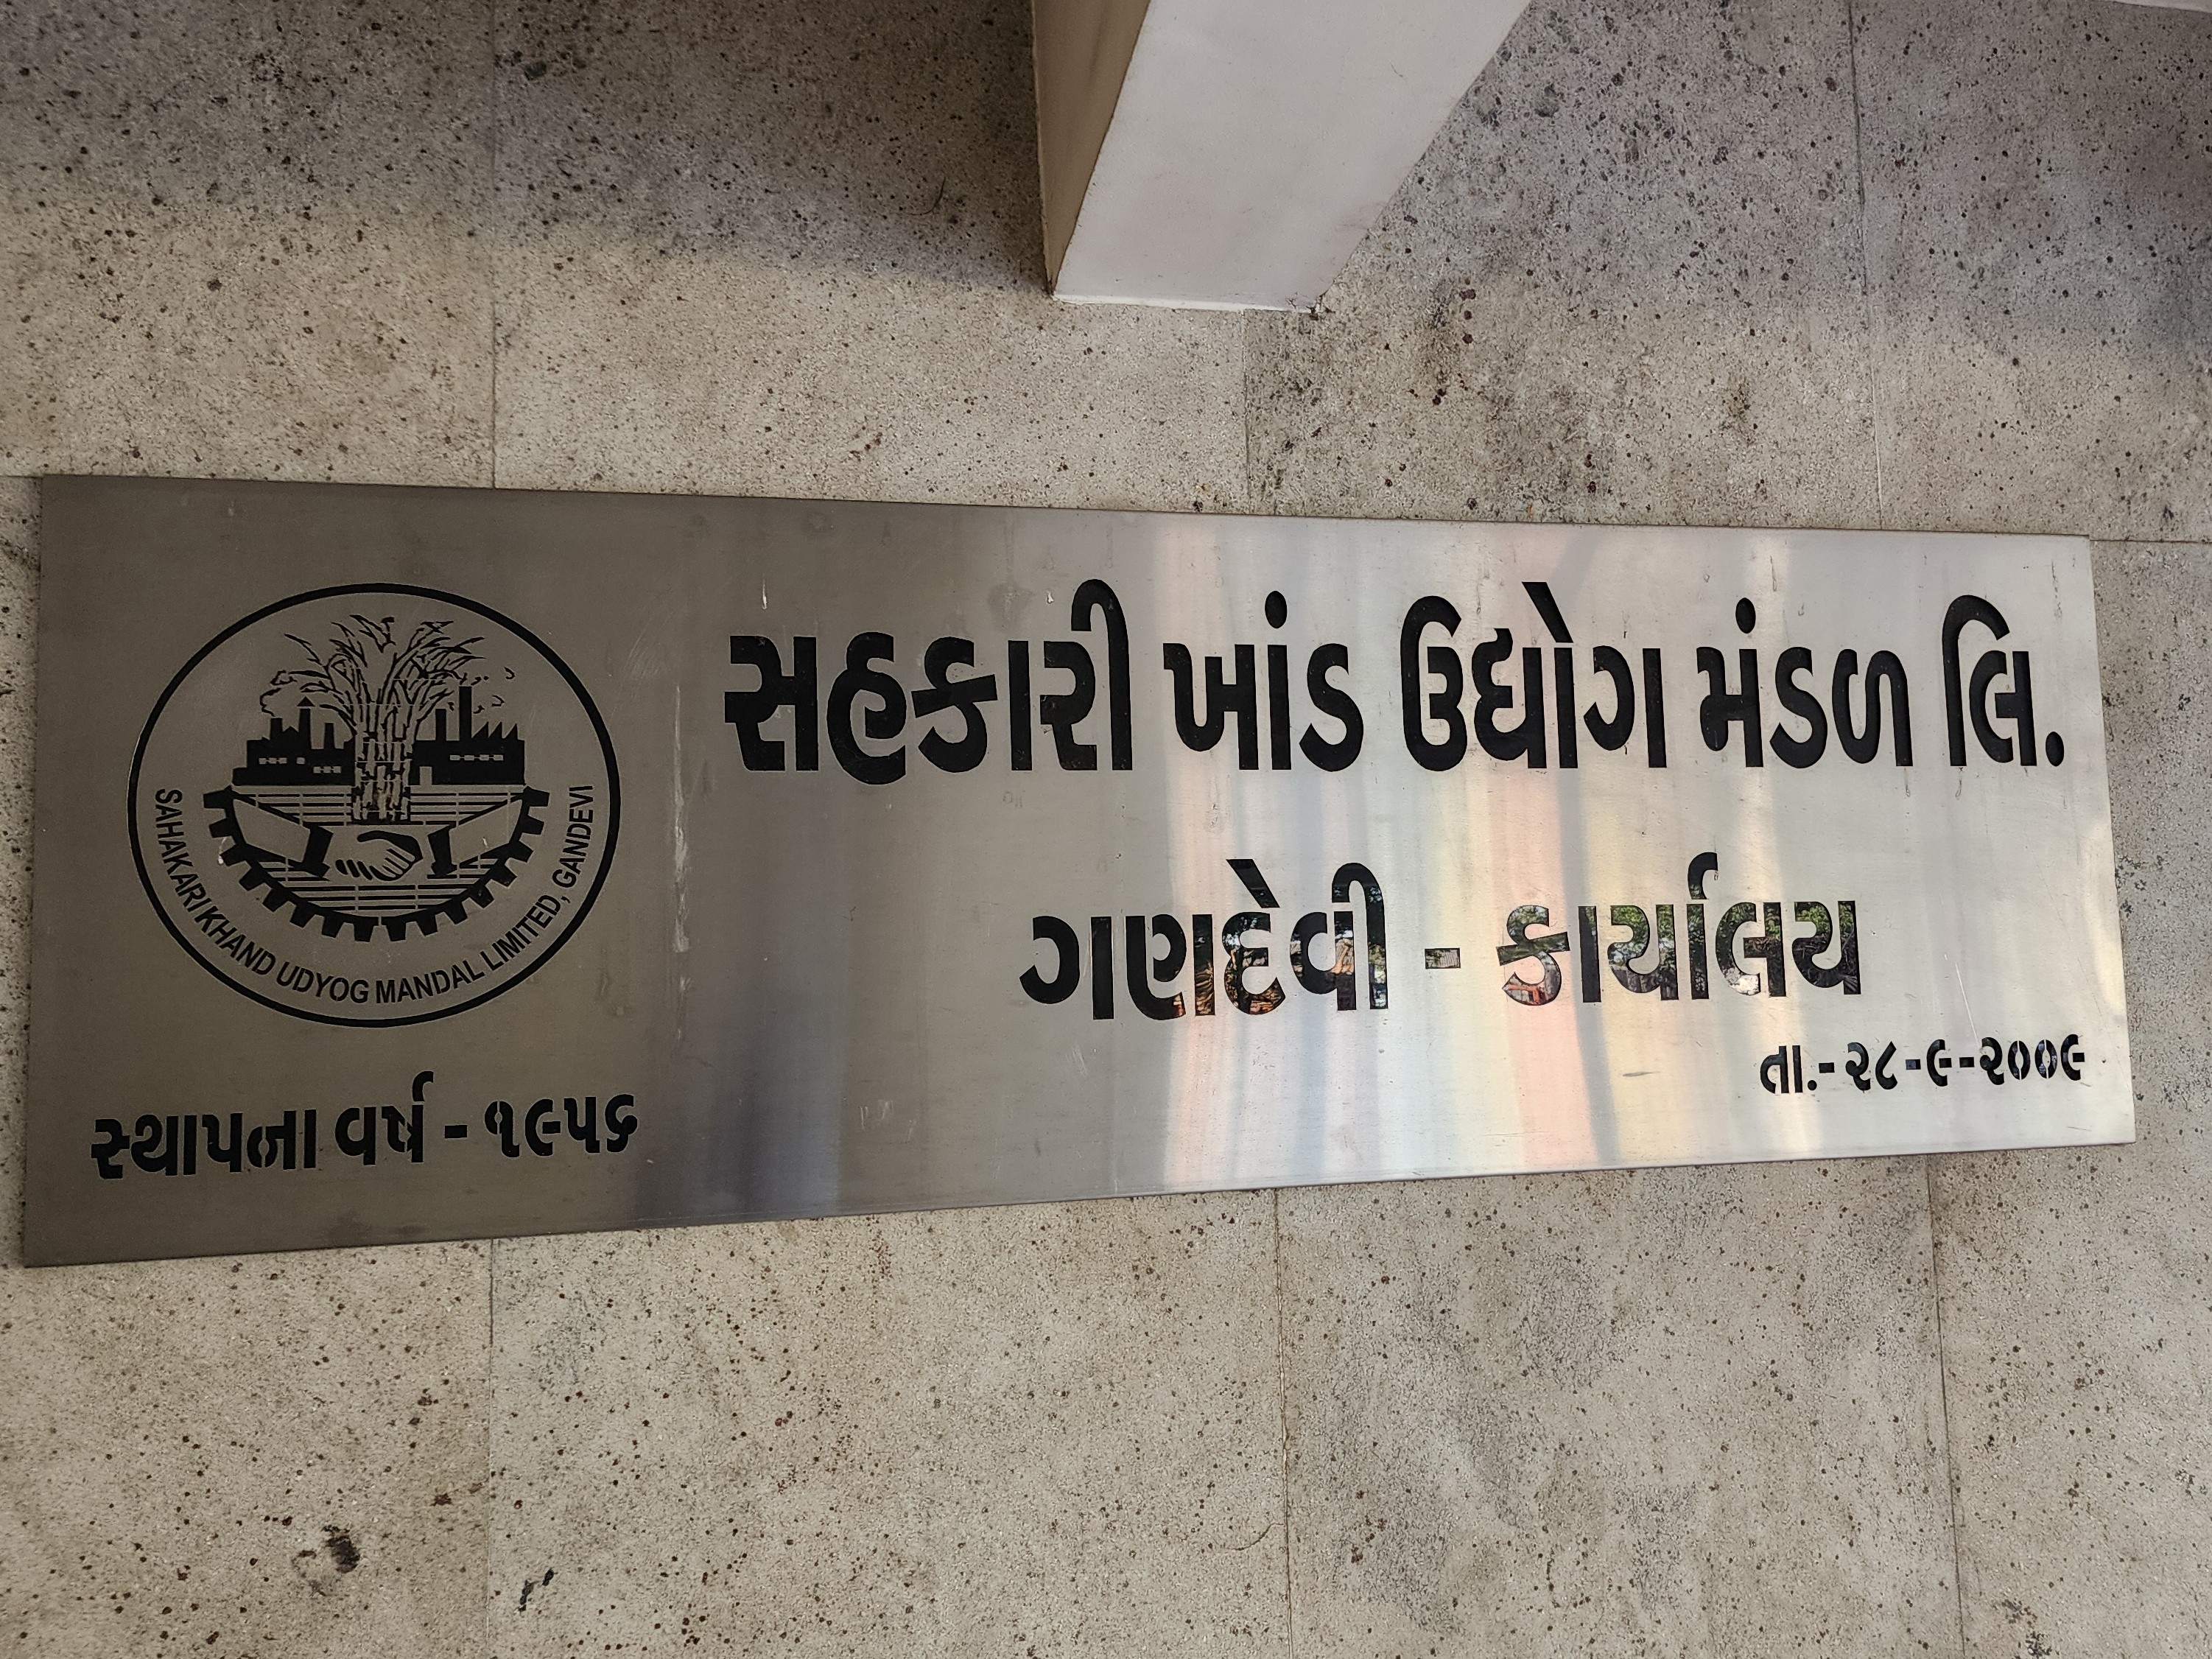 સહકારી ખાંડ ઉદ્યોગ મંડળ લિ.
ગણદેવી - કાર્યાલય
તા.-૨૮-૯-૨૦૦૯
SAHAKARI KHAND UDYOG MANDAL LIMITED, GANDEVI
સ્થાપના વર્ષ - ૧૯૫૬